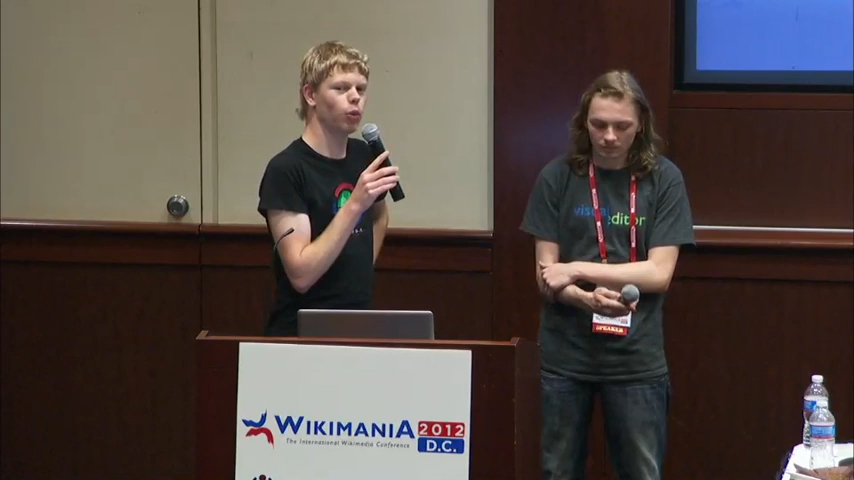 visual
editor
SPEAKER
WIKIMANIA 2012
The International Wikimedia Conference D.C.